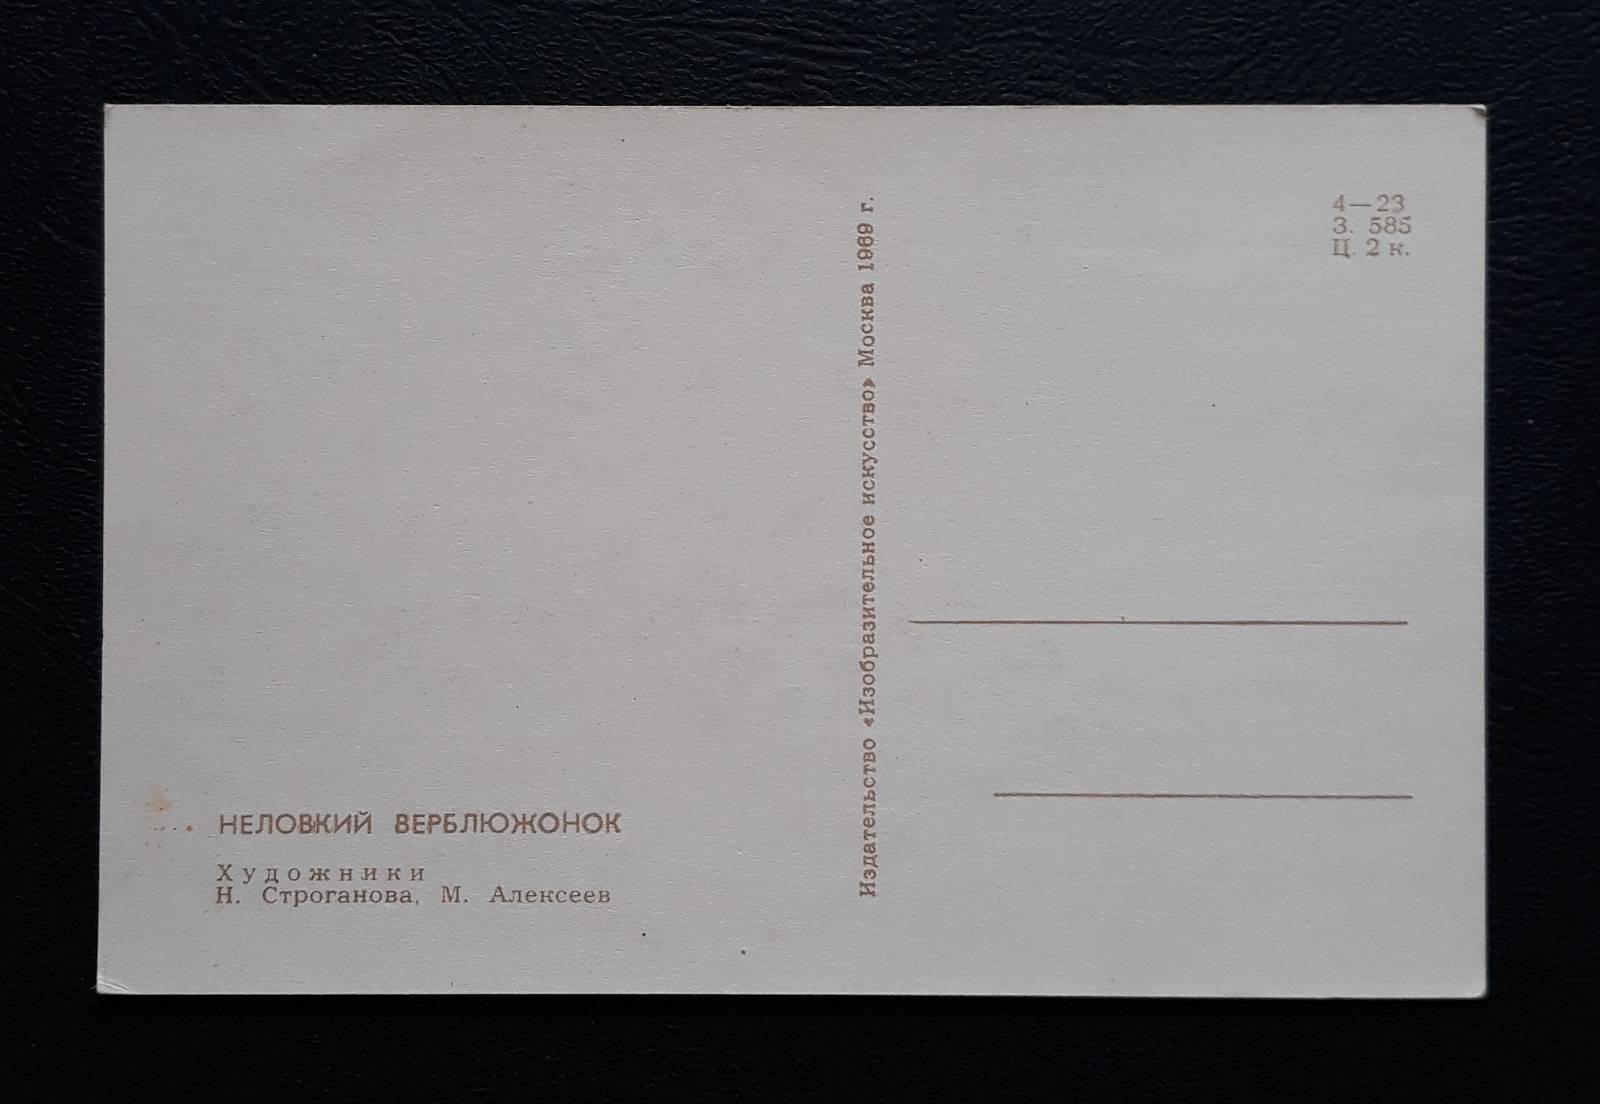 НЕЛОВКИЙ ВЕРБЛЮЖОНОК
Художники
Н. Строганова, М. Алексеев
Издательство «Изобразительное искусство» Москва 1969 г.
4—23
З. 585
Ц. 2 к.